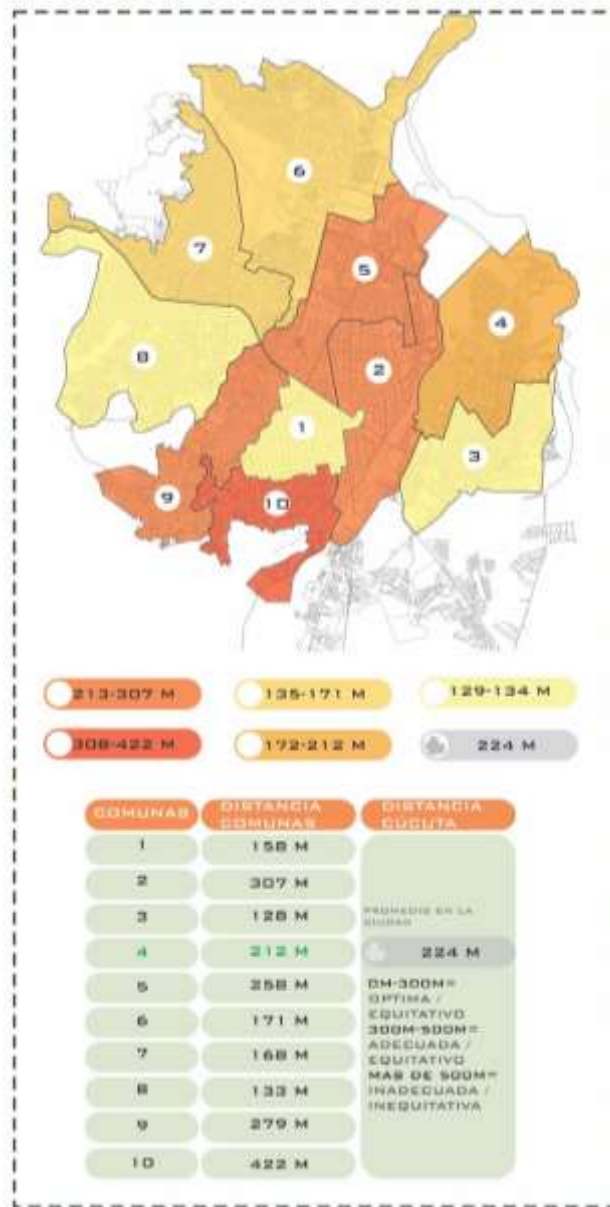 6
7
5
4
8
2
1
3
9
10
213-307 M
135-171 M
129-134 M
308-422 M
172-212 M
224 M
COMUNAS
DISTANCIA
COMUNAS
DISTANCIA
CUCUTA
1
158 M
2
307 M
3
128 M
PROMEDIO EN LA
CIUDAD
4
212 M
224 M
5
258 M
0M-300M=
OPTIMA /
EQUITATIVO
6
171 M
300M-500M=
ADECUADA /
EQUITATIVO
7
168 M
MAS DE 500M=
INADECUADA /
INEQUITATIVA
8
133 M
9
279 M
10
422 M